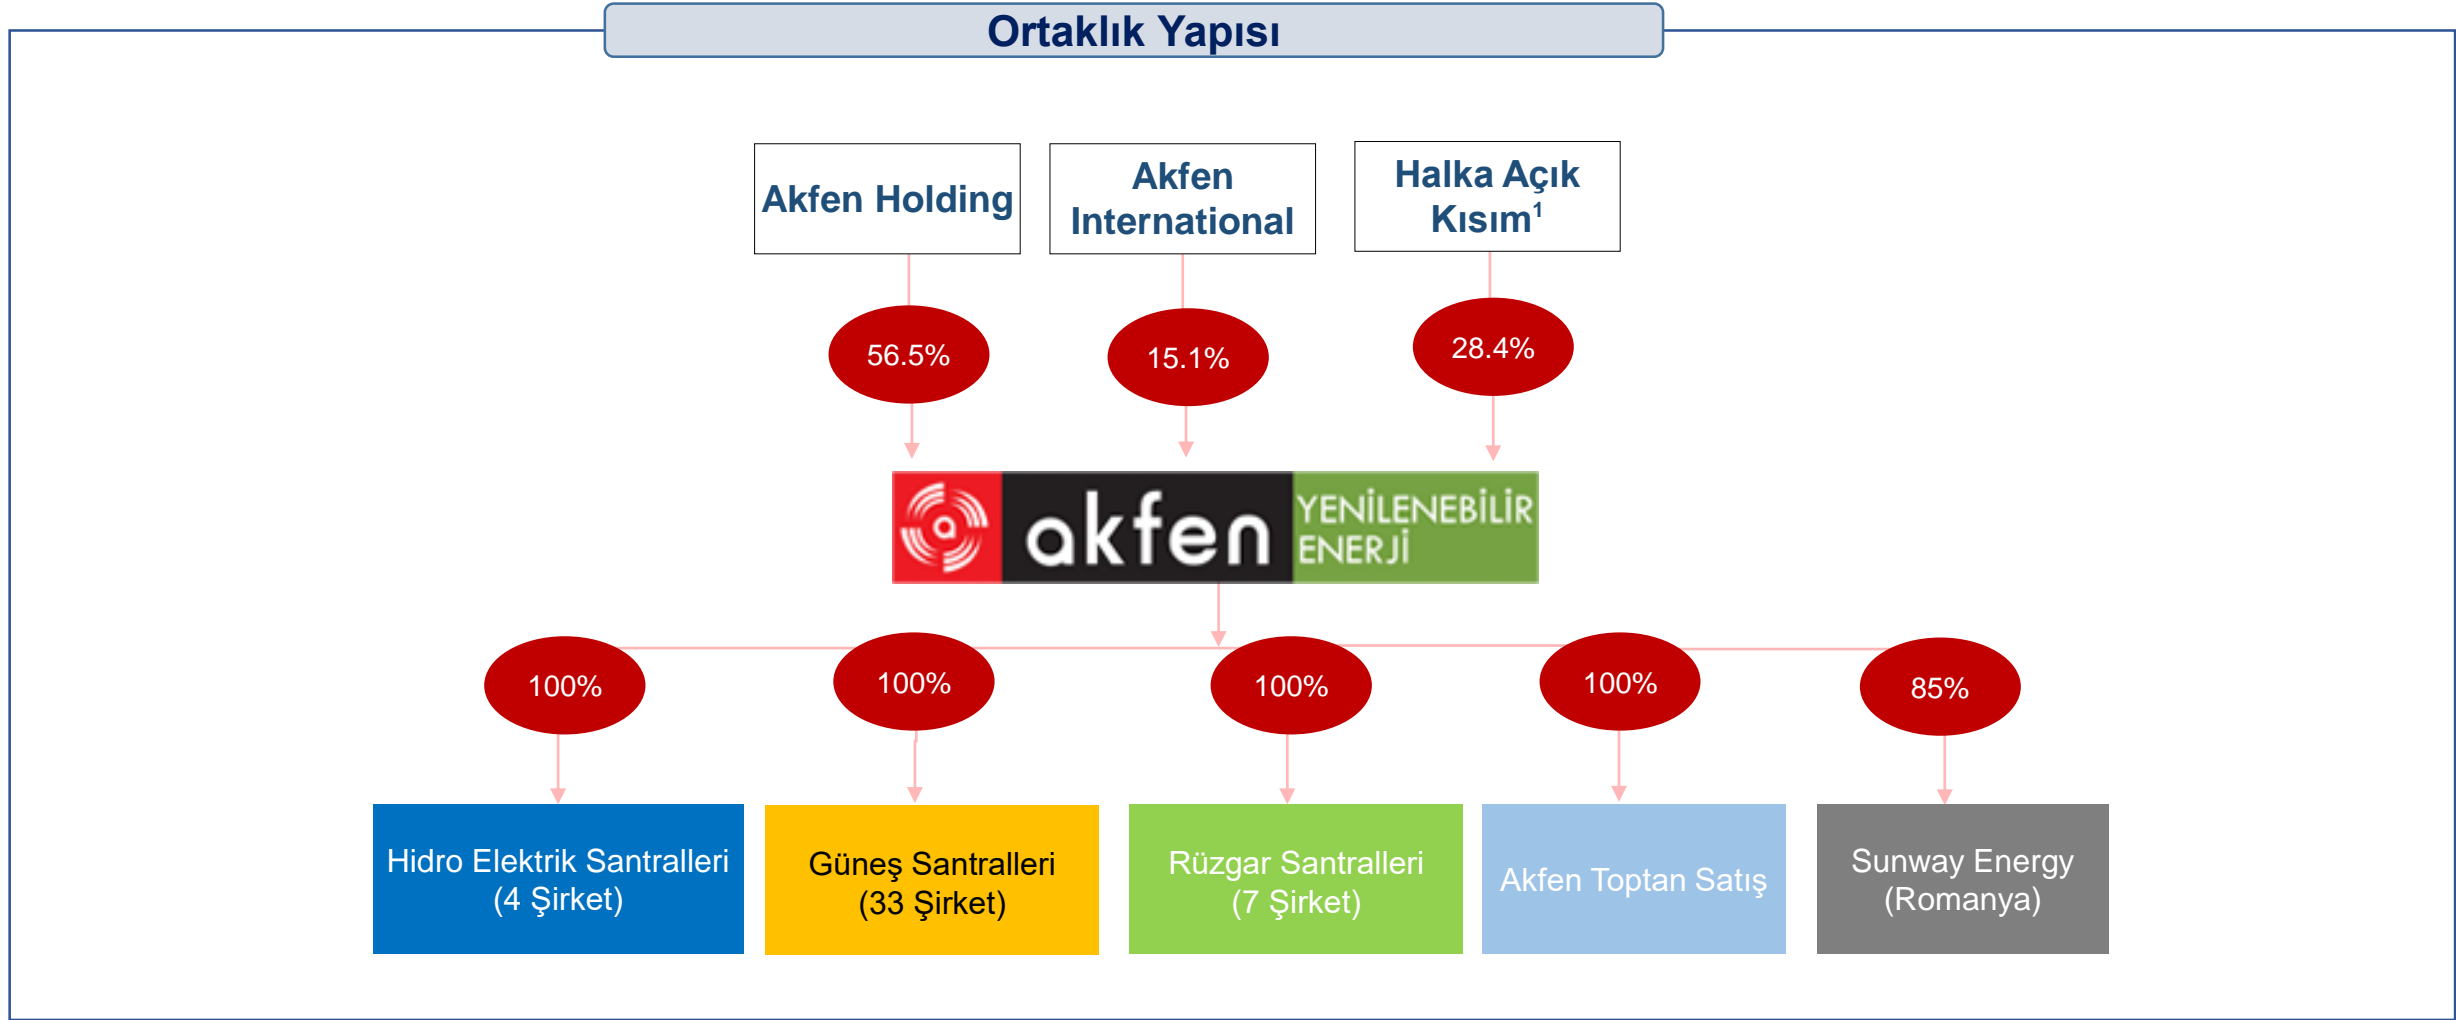 Ortaklık Yapısı
Akfen Holding
Akfen
International
Halka Açık
Kısım¹
56.5%
15.1%
28.4%
a
akfen
YENİLENEBİLİR
ENERJİ
100%
100%
100%
100%
85%
Hidro Elektrik Santralleri
(4 Şirket)
Güneş Santralleri
(33 Şirket)
Rüzgar Santralleri
(7 Şirket)
Akfen Toptan Satış
Sunway Energy
(Romanya)